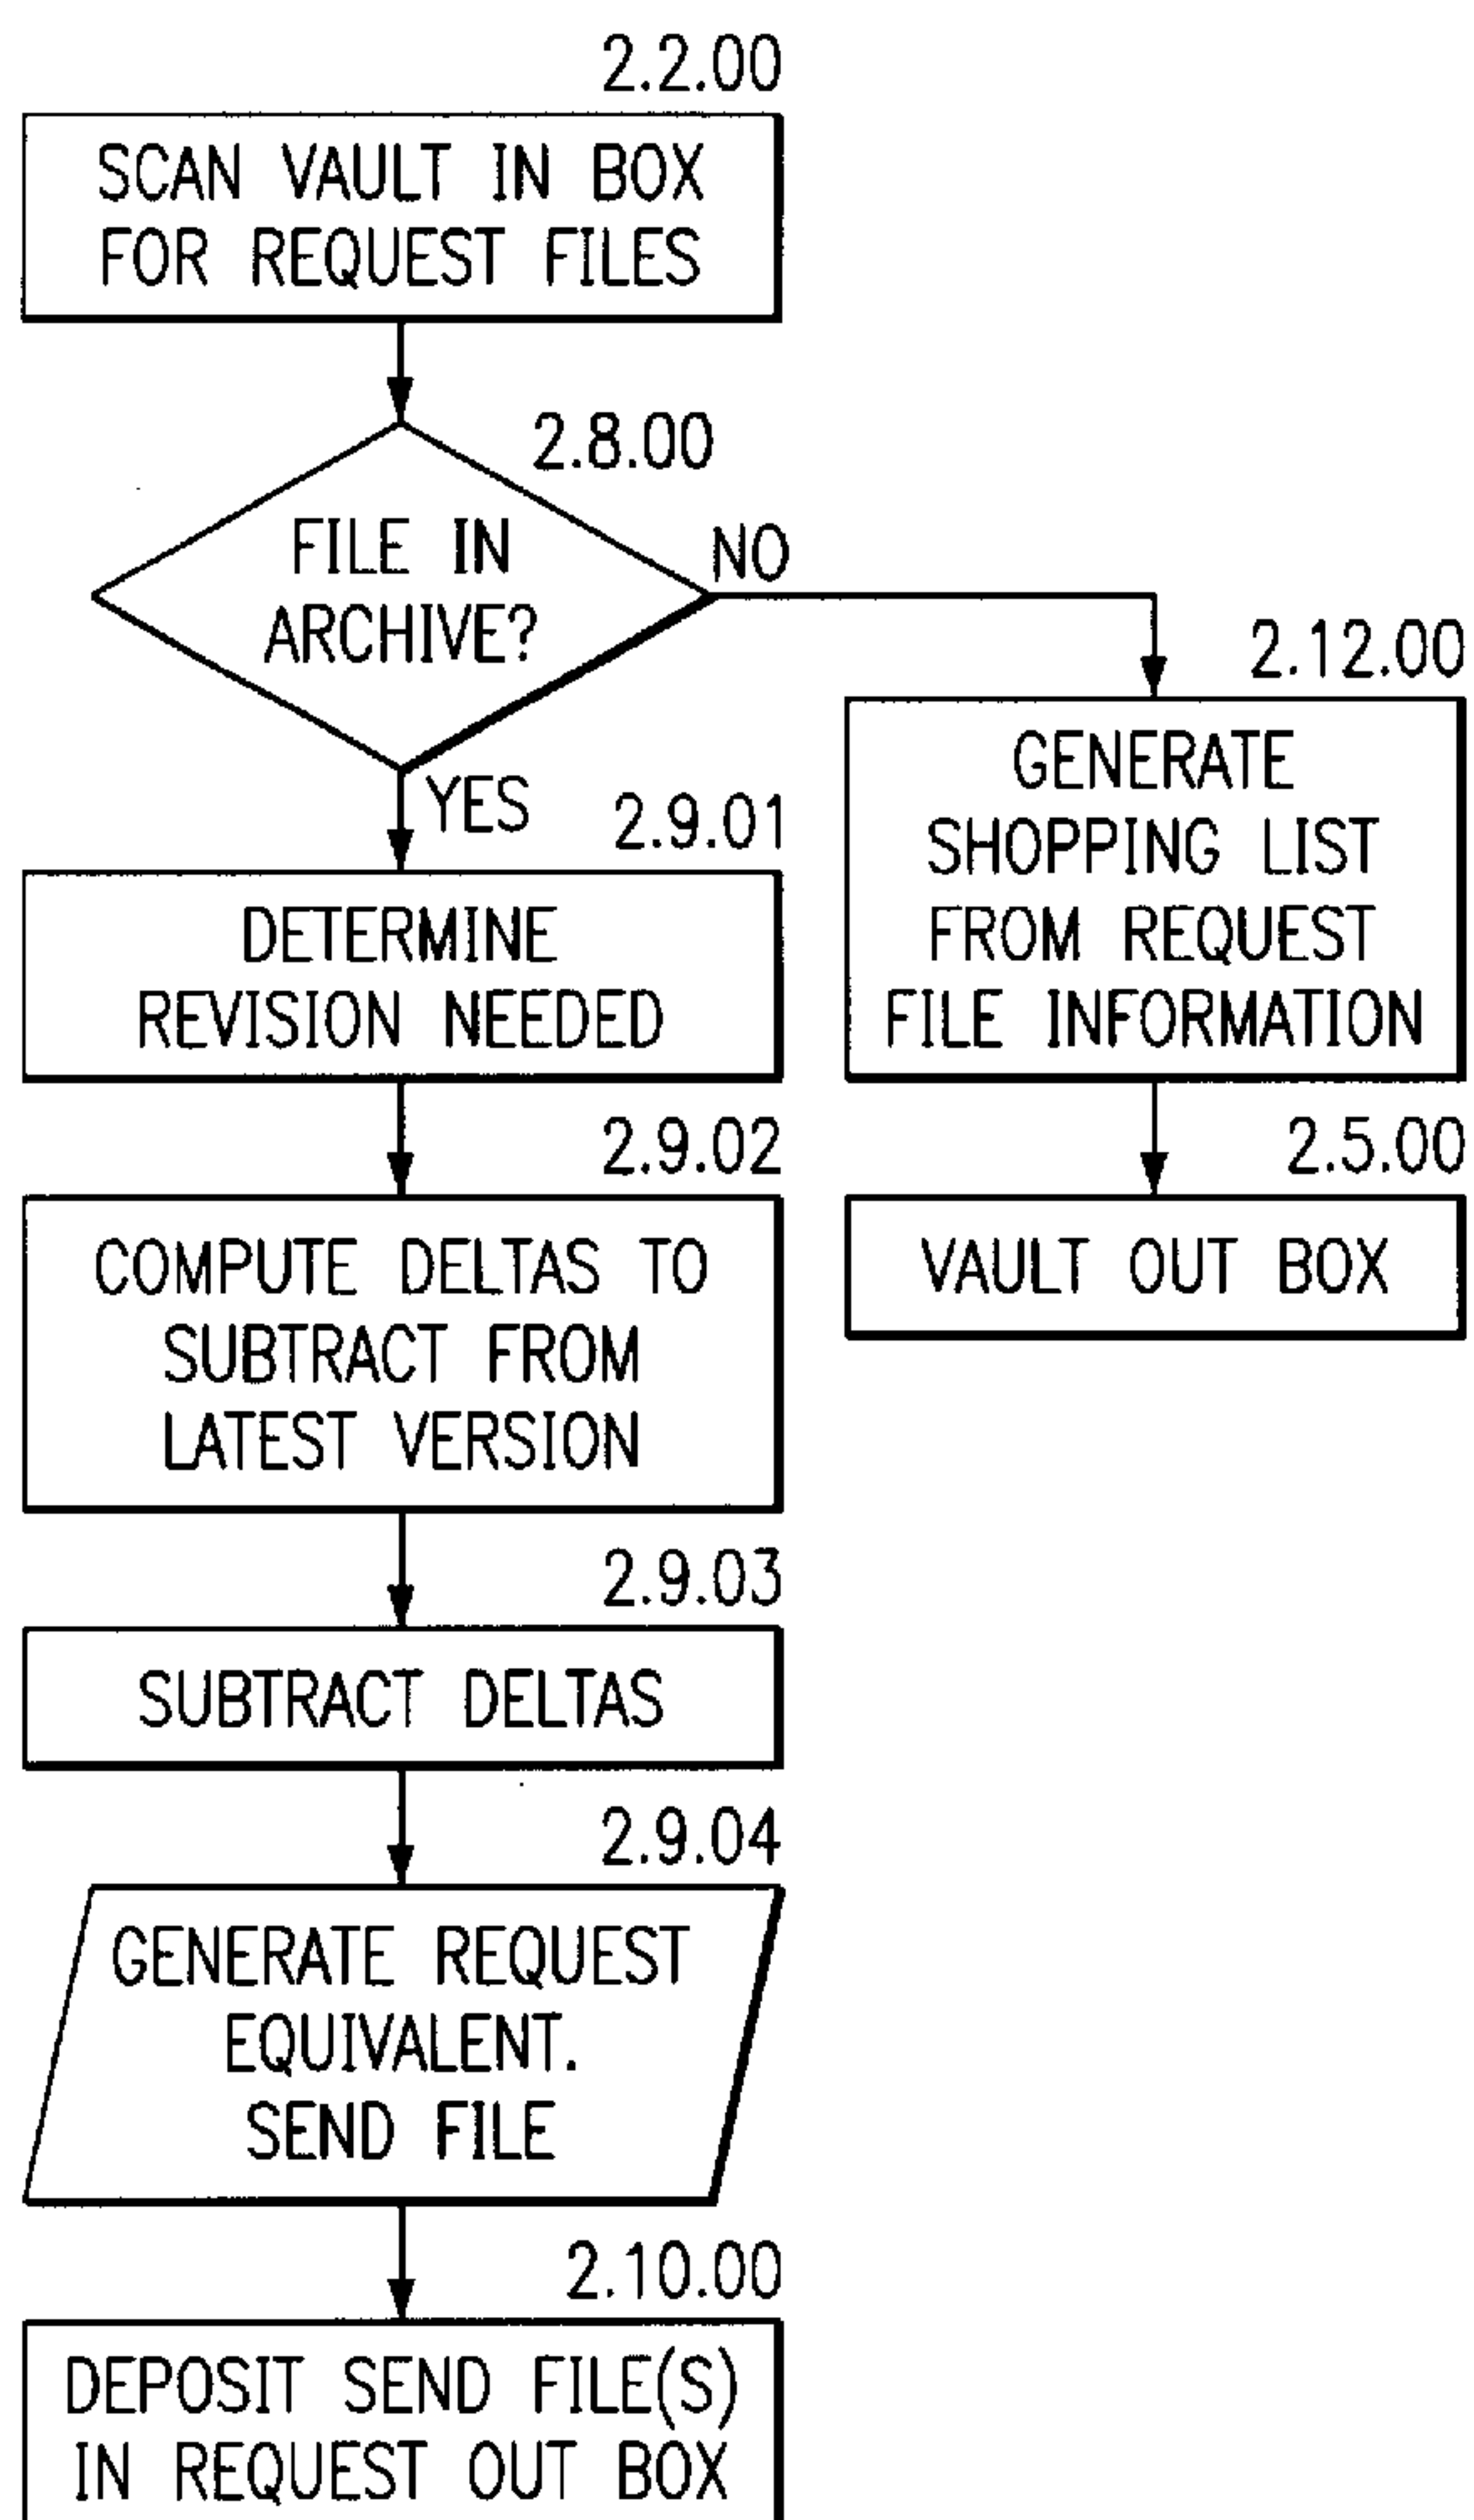 2.2.00
SCAN VAULT IN BOX
FOR REQUEST FILES
2.8.00
FILE IN
ARCHIVE?
NO
YES
2.12.00
GENERATE
SHOPPING LIST
FROM REQUEST
FILE INFORMATION
2.5.00
VAULT OUT BOX
2.9.01
DETERMINE
REVISION NEEDED
2.9.02
COMPUTE DELTAS TO
SUBTRACT FROM
LATEST VERSION
2.9.03
SUBTRACT DELTAS
2.9.04
GENERATE REQUEST
EQUIVALENT.
SEND FILE
2.10.00
DEPOSIT SEND FILE(S)
IN REQUEST OUT BOX